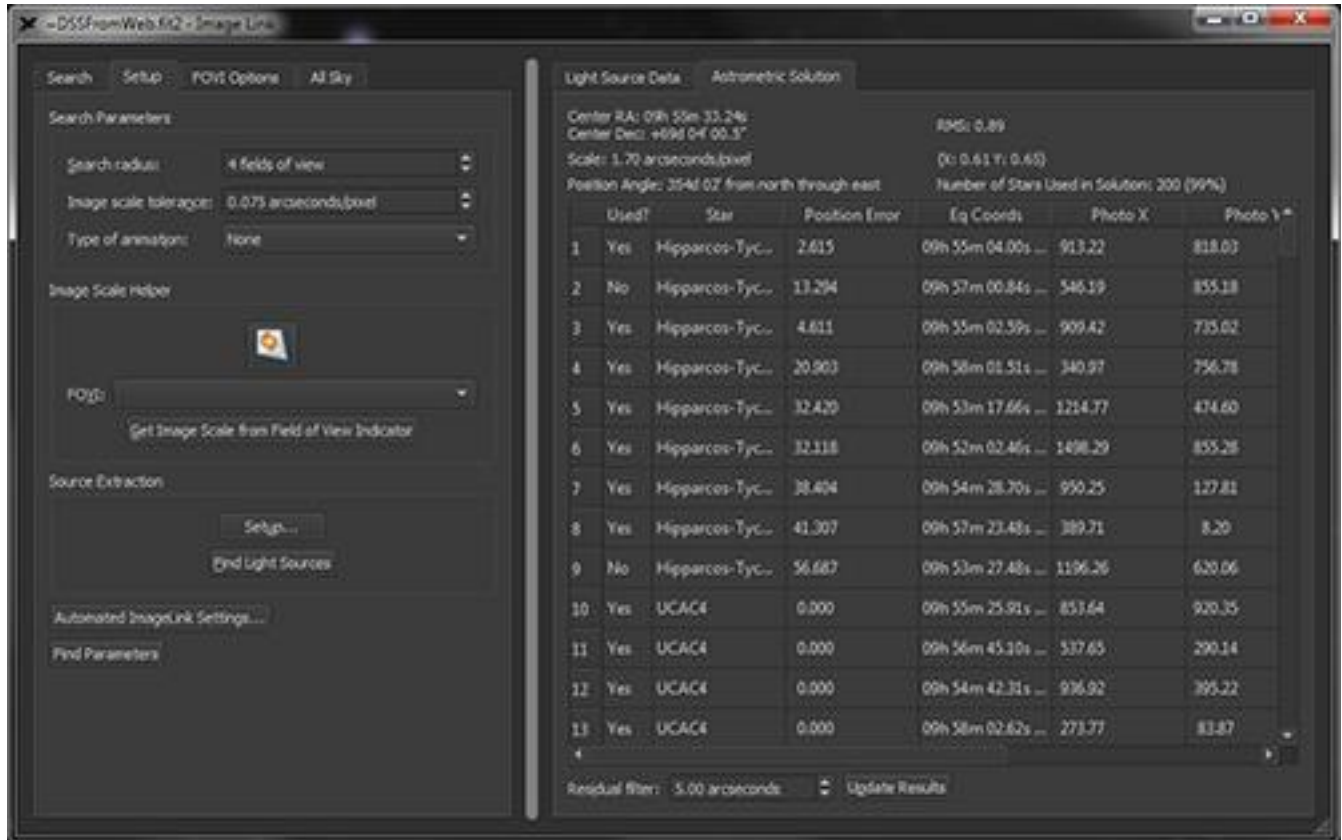 ~DSSFromWeb.fit2 - Image Link
Search Setup FOVI Options All Sky
Search Parameters
Search radius: 4 fields of view
Image scale tolerance: 0.075 arcseconds/pixel
Type of animation: None
Image Scale Helper
FOVI:
Get Image Scale from Field of View Indicator
Source Extraction
Setup...
Find Light Sources
Automated ImageLink Settings...
Find Parameters
Light Source Data Astrometric Solution
Center RA: 09h 55m 33.24s
Center Dec: +69d 04' 00.5"
RMS: 0.89
Scale: 1.70 arcseconds/pixel
(X: 0.61 Y: 0.65)
Position Angle: 354d 02' from north through east
Number of Stars Used in Solution: 200 (99%)
Used? Star Position Error Eq Coords Photo X Photo Y
1 Yes Hipparcos-Tyc... 2.615 09h 55m 04.00s ... 913.22 818.03
2 No Hipparcos-Tyc... 13.294 09h 57m 00.84s ... 546.19 855.18
3 Yes Hipparcos-Tyc... 4.611 09h 55m 02.59s ... 909.42 735.02
4 Yes Hipparcos-Tyc... 20.903 09h 58m 01.51s ... 340.97 756.78
5 Yes Hipparcos-Tyc... 32.420 09h 53m 17.66s ... 1214.77 474.60
6 Yes Hipparcos-Tyc... 32.118 09h 52m 02.46s ... 1498.29 855.28
7 Yes Hipparcos-Tyc... 38.404 09h 54m 28.70s ... 950.25 127.81
8 Yes Hipparcos-Tyc... 41.307 09h 57m 23.48s ... 389.71 8.20
9 No Hipparcos-Tyc... 56.687 09h 53m 27.48s ... 1196.26 620.06
10 Yes UCAC4 0.000 09h 55m 25.91s ... 853.64 920.35
11 Yes UCAC4 0.000 09h 56m 45.10s ... 537.65 290.14
12 Yes UCAC4 0.000 09h 54m 42.31s ... 936.92 395.22
13 Yes UCAC4 0.000 09h 58m 02.62s ... 273.77 83.87
Residual filter: 5.00 arcseconds Update Results